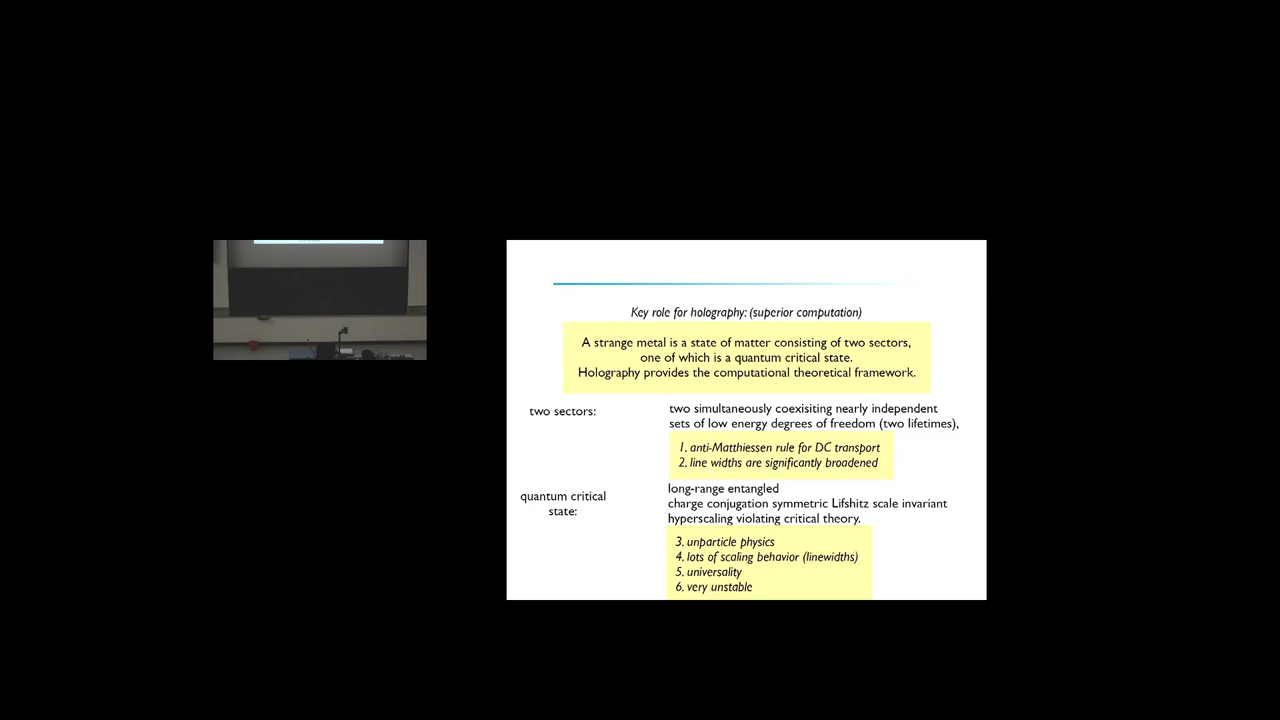 Key role for holography: (superior computation)
A strange metal is a state of matter consisting of two sectors,
one of which is a quantum critical state.
Holography provides the computational theoretical framework.
two sectors:
two simultaneously coexisiting nearly independent
sets of low energy degrees of freedom (two lifetimes),
1. anti-Matthiessen rule for DC transport
2. line widths are significantly broadened
quantum critical
state:
long-range entangled
charge conjugation symmetric Lifshitz scale invariant
hyperscaling violating critical theory.
3. unparticle physics
4. lots of scaling behavior (linewidths)
5. universality
6. very unstable